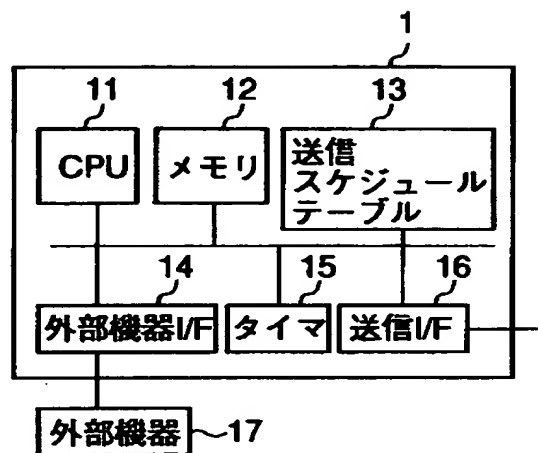 1
11
12
13
CPU
メモリ
送信
スケジュール
テーブル
14
15
16
外部機器I/F
タイマ
送信I/F
外部機器
17